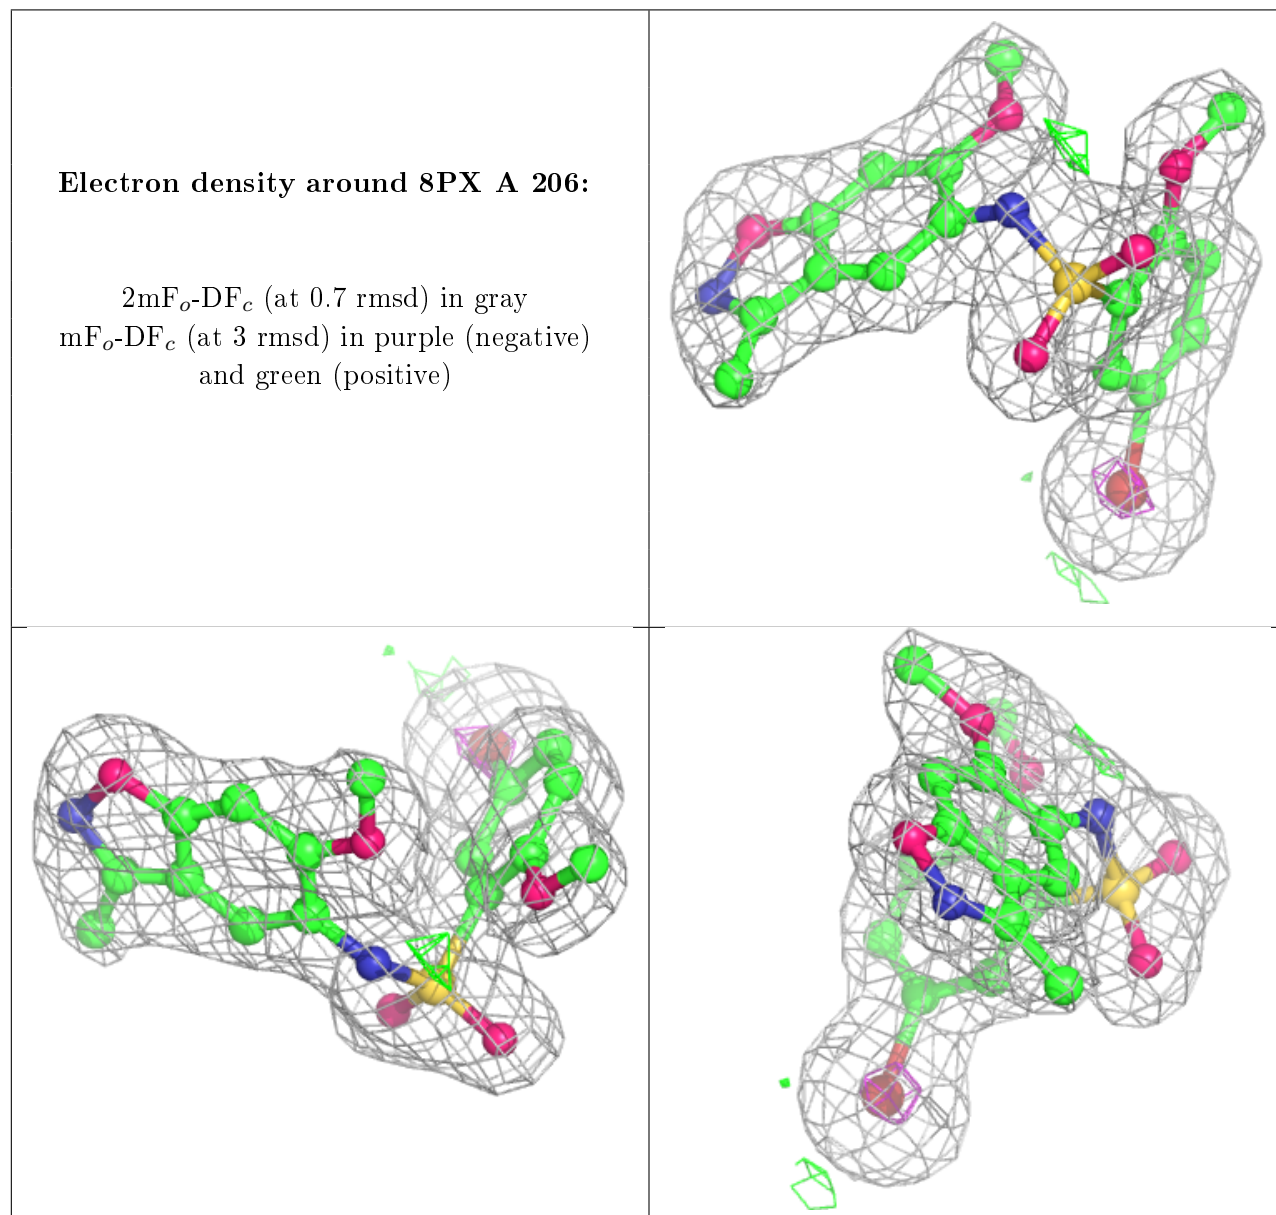 Electron density around 8PX A 206:
2mFo-DFc (at 0.7 rmsd) in gray
mFo-DFc (at 3 rmsd) in purple (negative)
and green (positive)